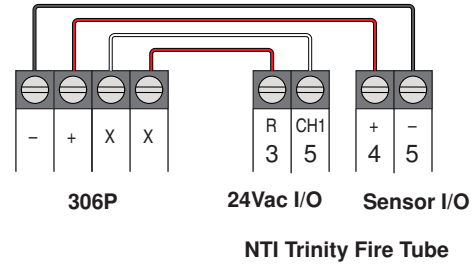 – + X X
R CH1 + –
3 5 4 5
306P 24Vac I/O Sensor I/O
NTI Trinity Fire Tube